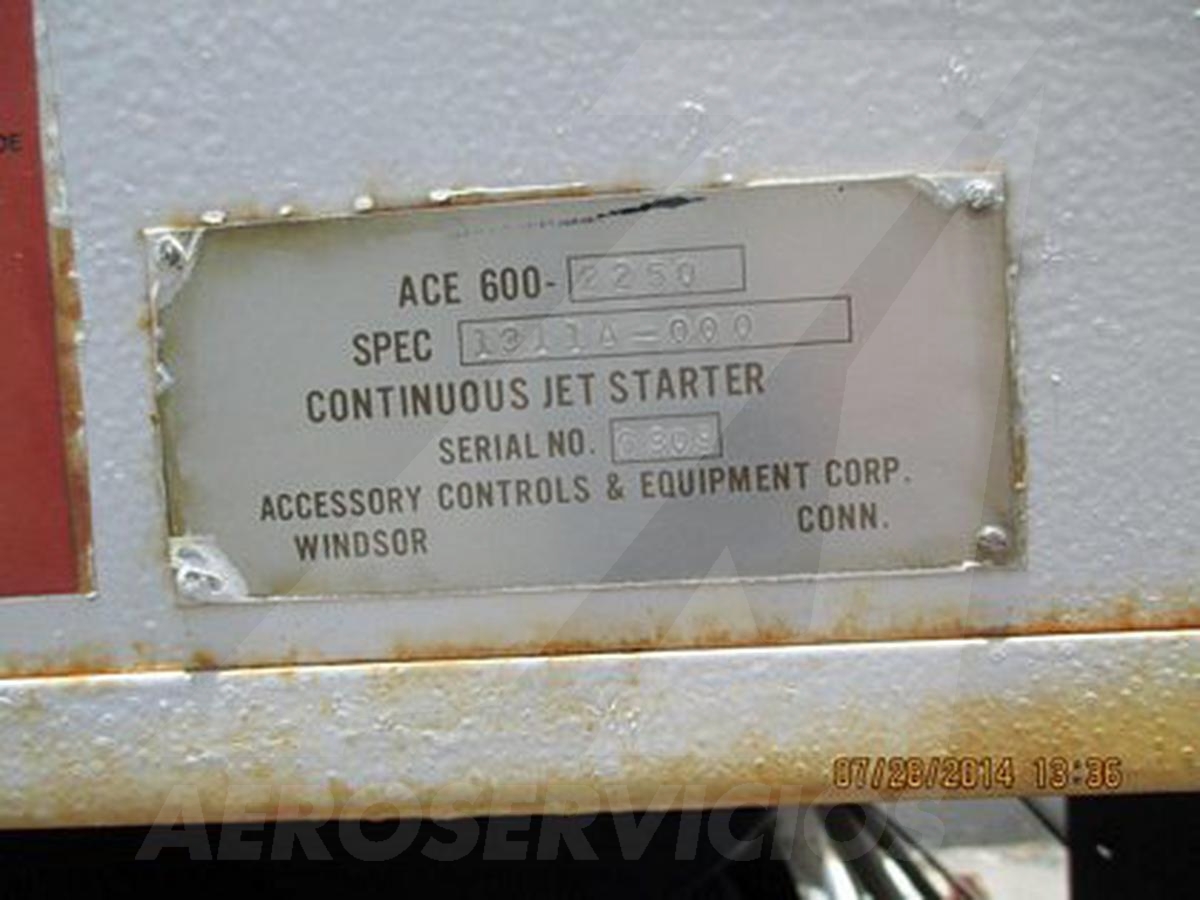 ACE 600-2250
SPEC 1311A-000
CONTINUOUS JET STARTER
SERIAL NO.
ACCESSORY CONTROLS & EQUIPMENT CORP.
WINDSOR CONN.
07/28/2014 13:36
AEROSERVICIOS